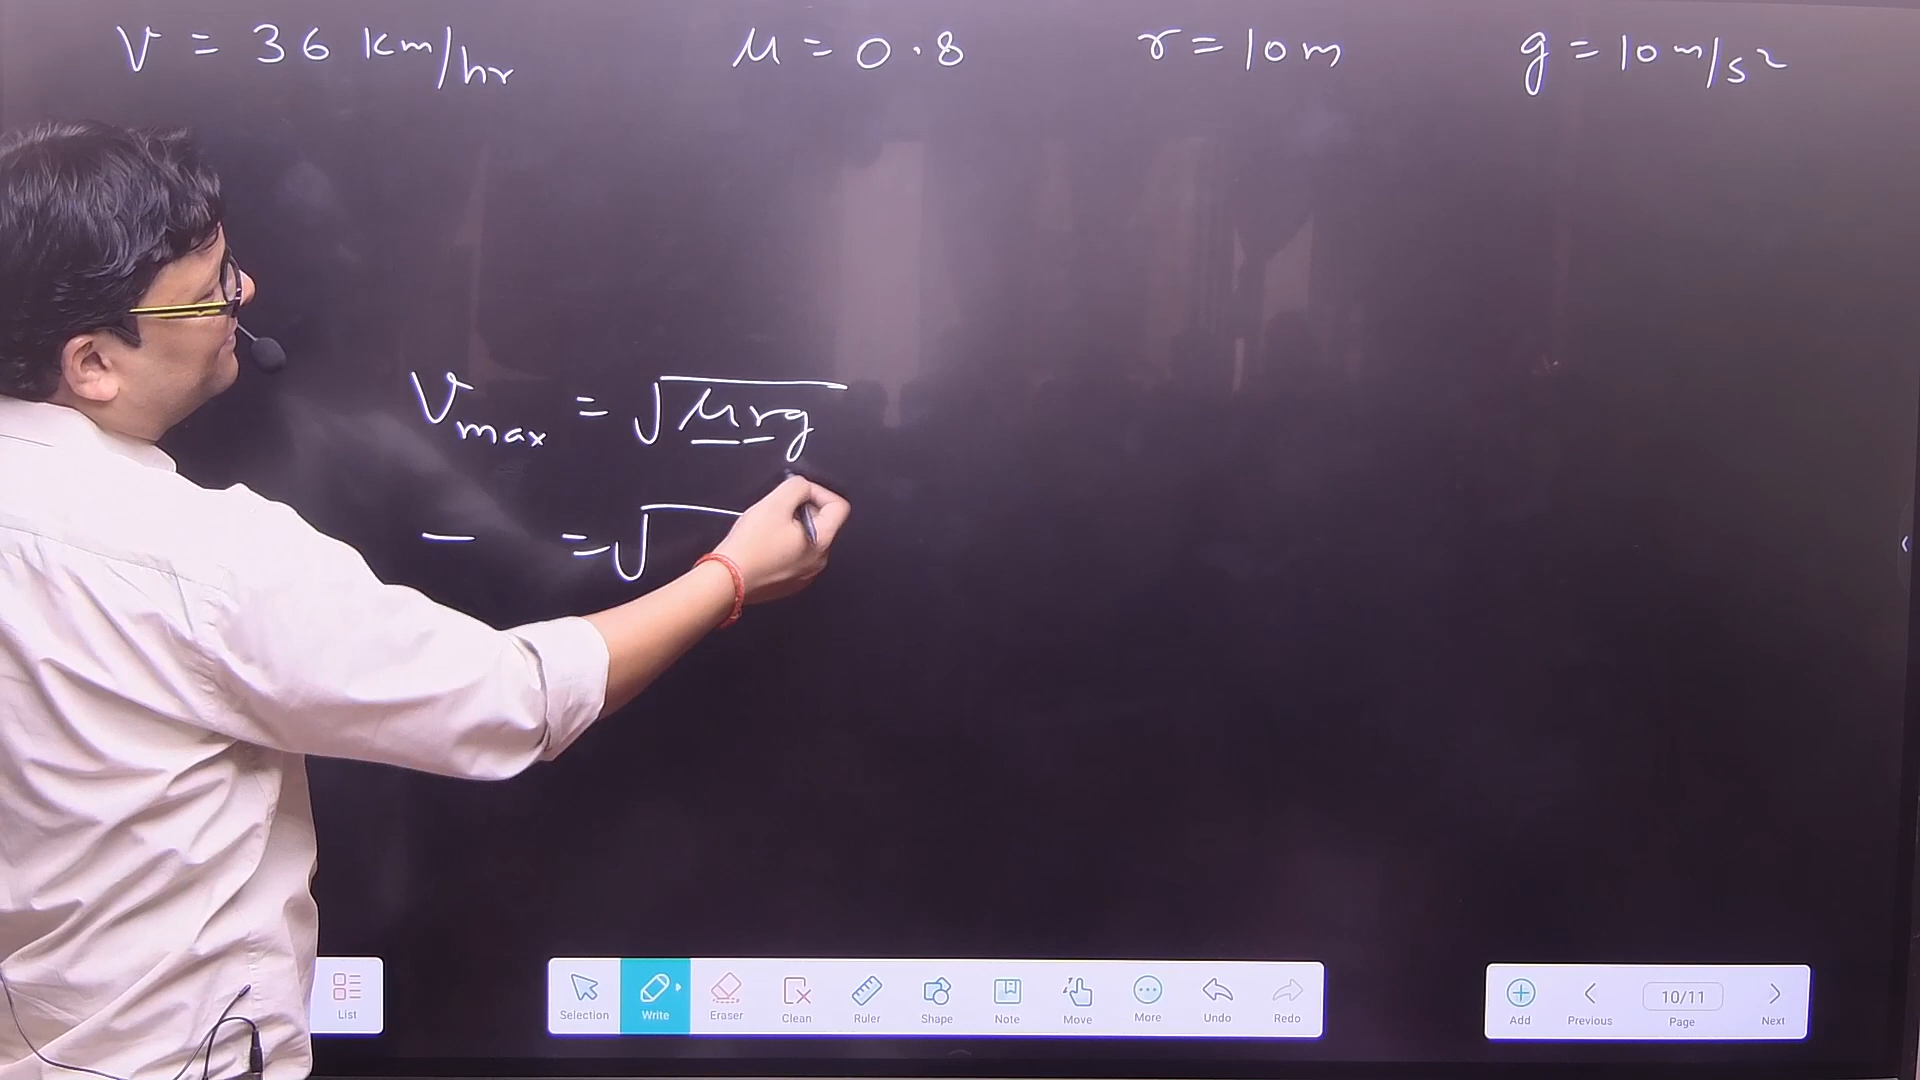 V = 36 Km/hr μ = 0.8 r = 10 m g = 10 m/s²
Vmax = √μrg
— = √
List
Selection Write Eraser Clean Ruler Shape Note Move More Undo Redo
Add Previous 10/11 Page Next